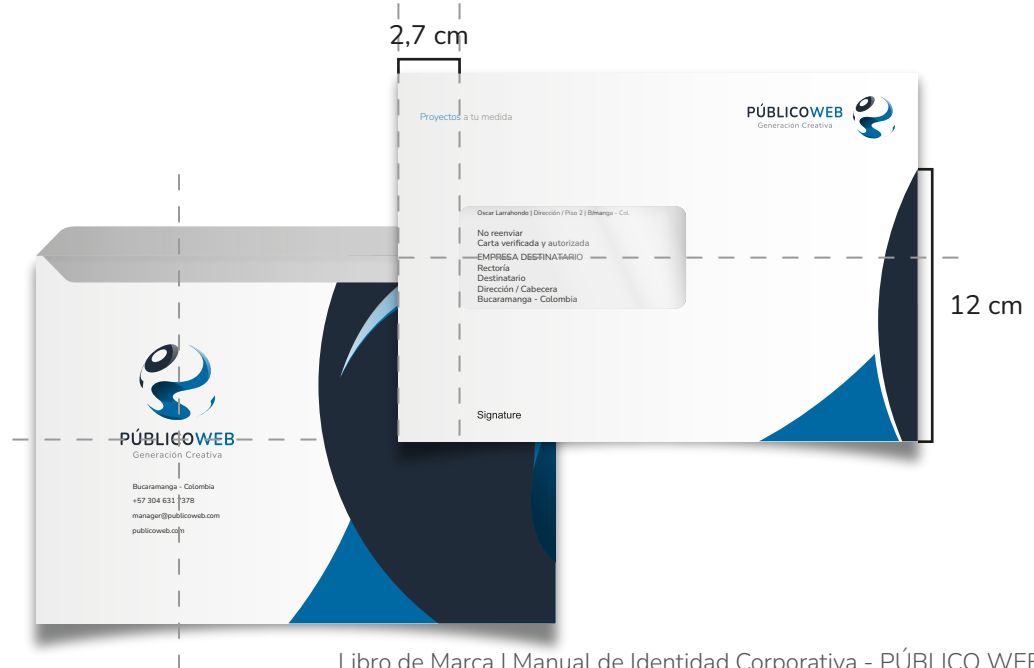 2,7 cm
Proyectos a tu medida
PÚBLICOWEB
Generación Creativa
Oscar Larrahondo | Dirección / Piso 2 | B/manga - Col.
No reenviar
Carta verificada y autorizada
EMPRESA DESTINATARIO
Rectoría
Destinatario
Dirección / Cabecera
Bucaramanga - Colombia
12 cm
Signature
PÚBLICOWEB
Generación Creativa
Bucaramanga - Colombia
+57 304 631 7378
manager@publicoweb.com
publicoweb.com
Libro de Marca | Manual de Identidad Corporativa - PÚBLICO WEB